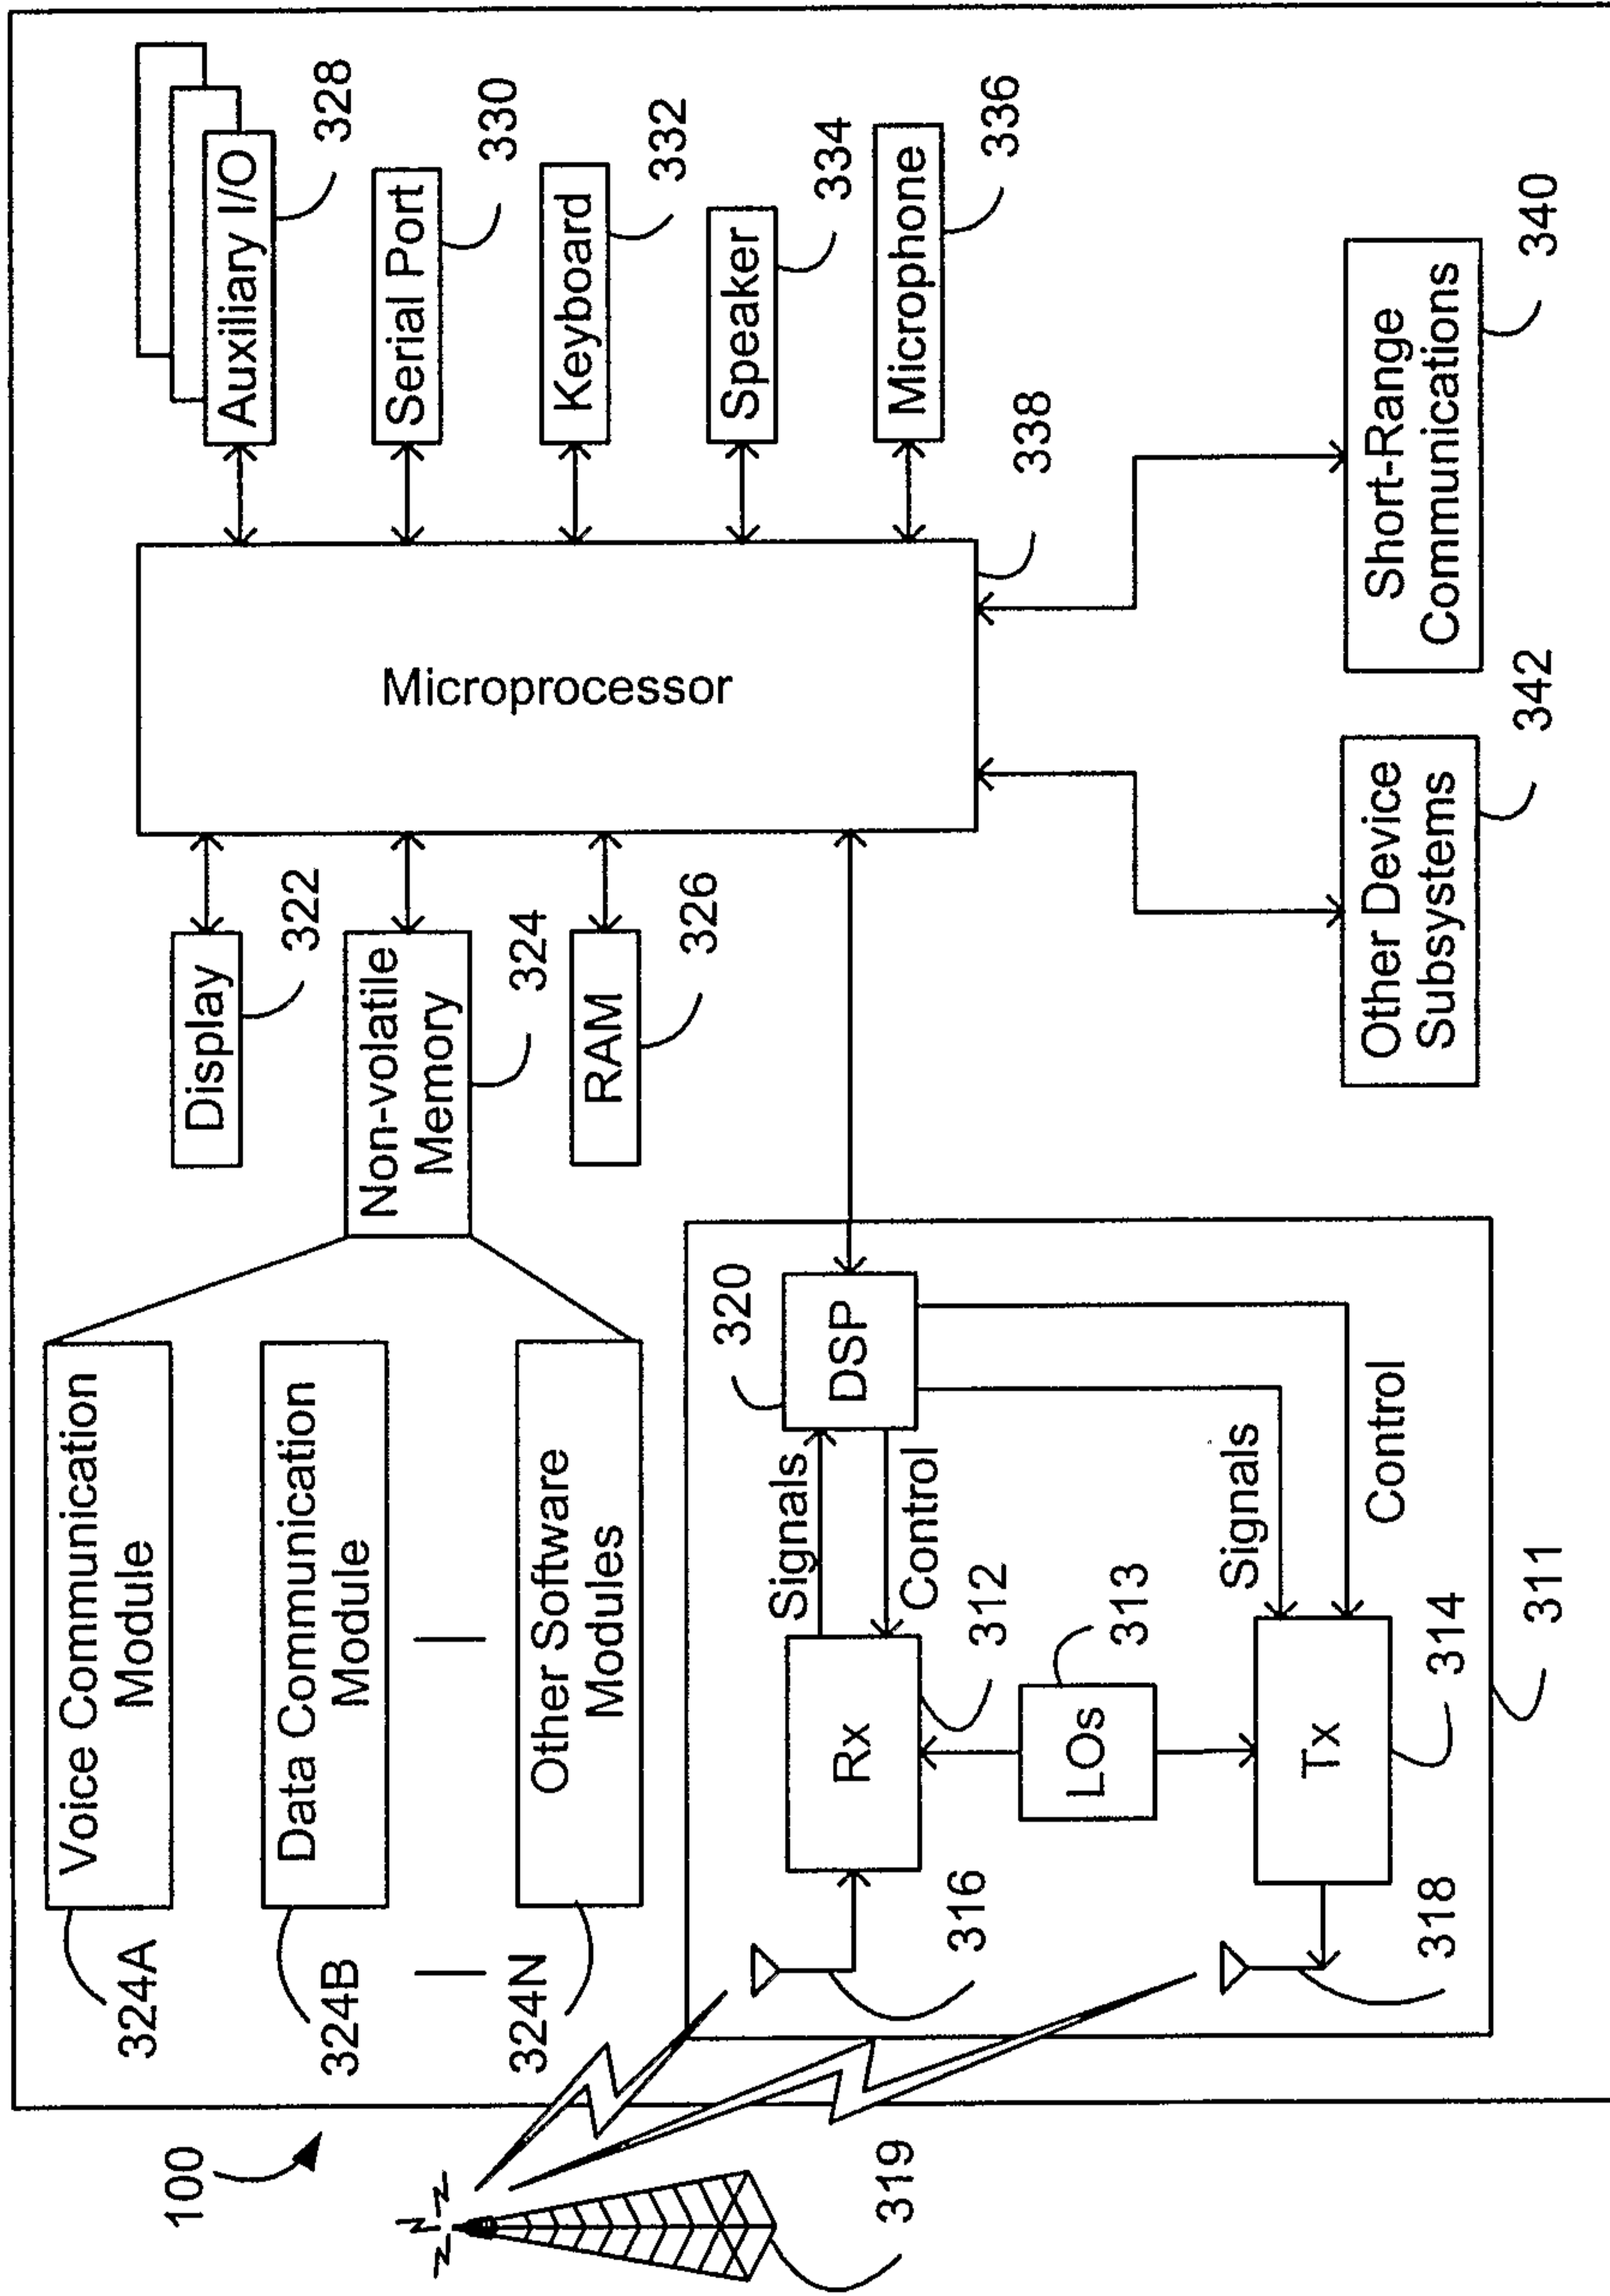 100
324A
Voice Communication
Module
324B
Data Communication
Module
324N
Other Software
Modules
Display
322
Non-volatile
Memory
324
RAM
326
Microprocessor
338
Auxiliary I/O
328
Serial Port
330
Keyboard
332
Speaker
334
Microphone
336
Short-Range
Communications
340
Other Device
Subsystems
342
320
DSP
Signals
Control
Rx
312
LOs
313
Signals
Control
Tx
314
311
316
318
319